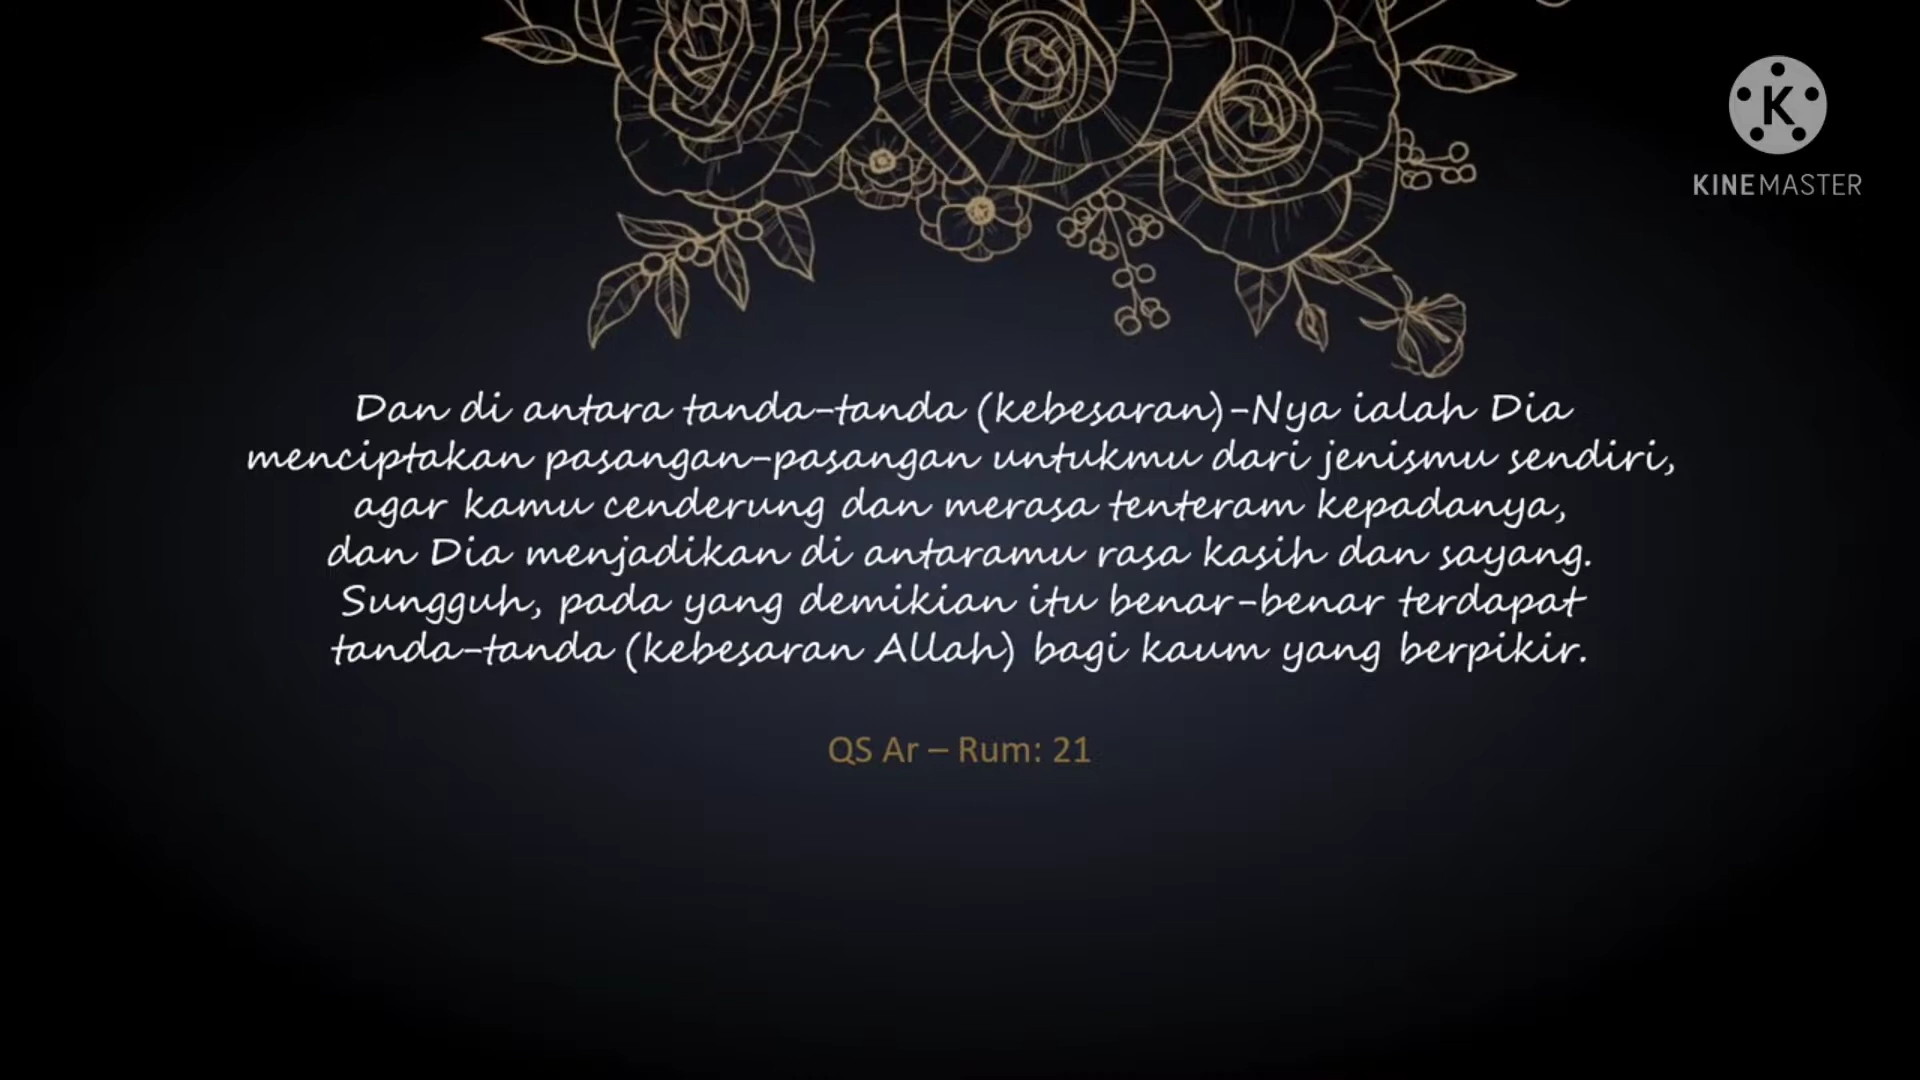 K
KINEMASTER
Dan di antara tanda-tanda (kebesaran)-Nya ialah Dia
menciptakan pasangan-pasangan untukmu dari jenismu sendiri,
agar kamu cenderung dan merasa tenteram kepadanya,
dan Dia menjadikan di antaramu rasa kasih dan sayang.
Sungguh, pada yang demikian itu benar-benar terdapat
tanda-tanda (kebesaran Allah) bagi kaum yang berpikir.
QS Ar – Rum: 21